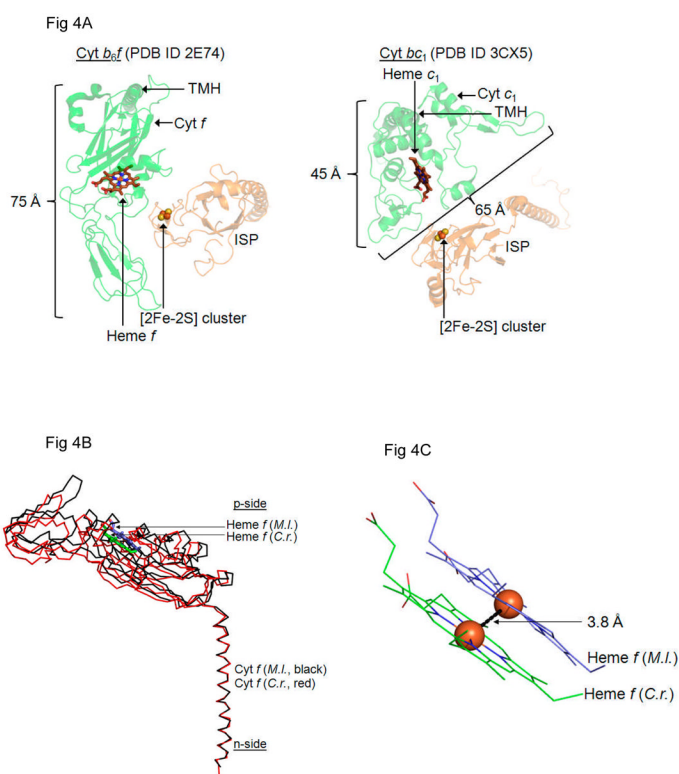 Fig 4A
Cyt b6f (PDB ID 2E74)
TMH
Cyt f
75 Å
ISP
[2Fe-2S] cluster
Heme f
Cyt bc1 (PDB ID 3CX5)
Heme c1
Cyt c1
TMH
45 Å
65 Å
ISP
[2Fe-2S] cluster
Fig 4B
p-side
Heme f (M.l.)
Heme f (C.r.)
Cyt f (M.l., black)
Cyt f (C.r., red)
n-side
Fig 4C
3.8 Å
Heme f (M.l.)
Heme f (C.r.)